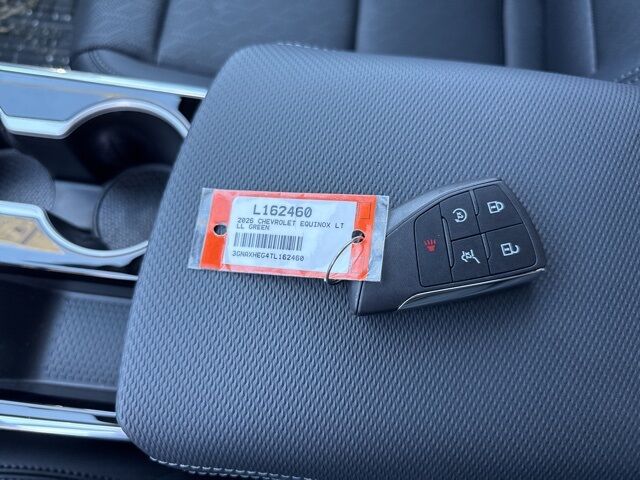 L162460
2026 CHEVROLET EQUINOX LT
LL GREEN
3GNAXHEG4TL162460